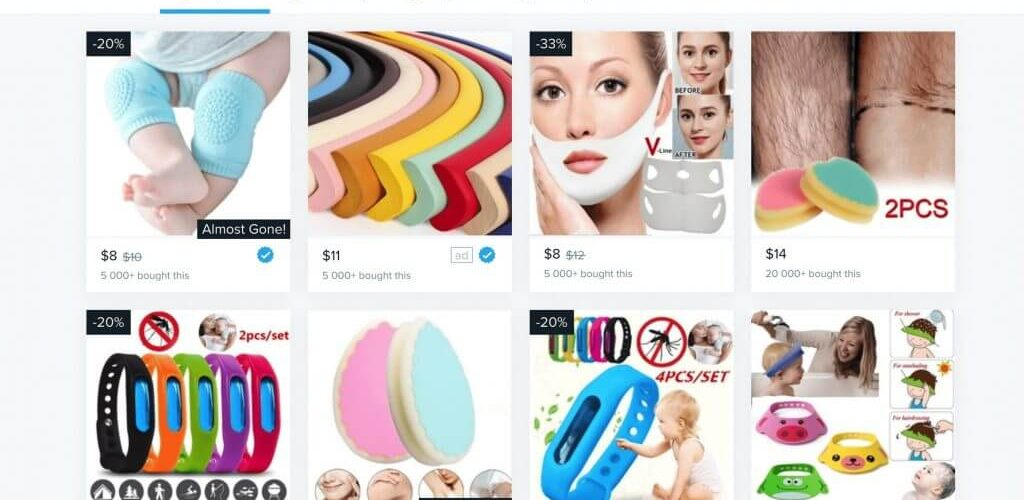 -20%
Almost Gone!
$8 $10
5 000+ bought this
$11
ad
5 000+ bought this
-33%
BEFORE
V-Line
AFTER
$8 $12
5 000+ bought this
2PCS
$14
20 000+ bought this
-20%
2pcs/set
-20%
4PCS/SET
For shower
For hairdressing